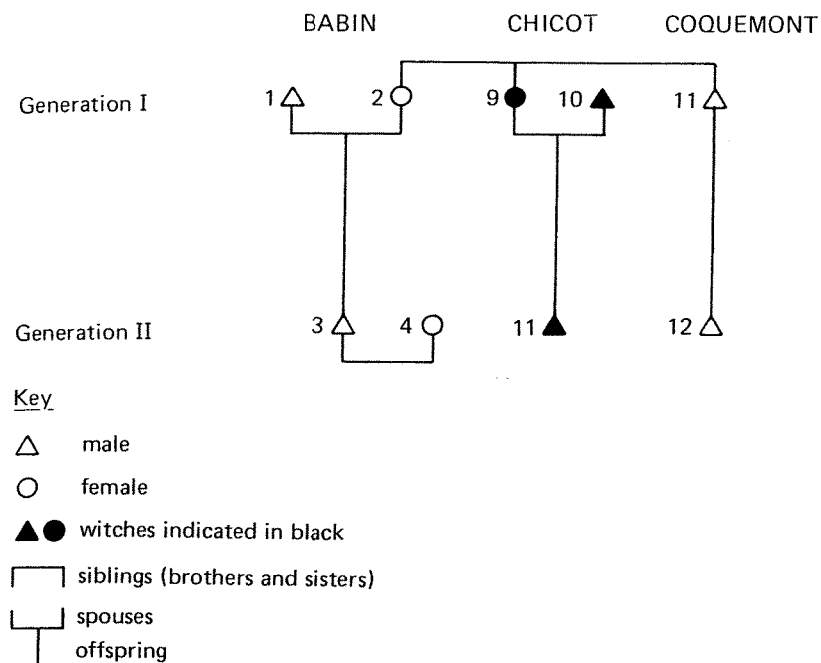 BABIN CHICOT COQUEMONT
Generation I 1 2 9 10 11
Generation II 3 4 11 12
Key
male
female
witches indicated in black
siblings (brothers and sisters)
spouses
offspring